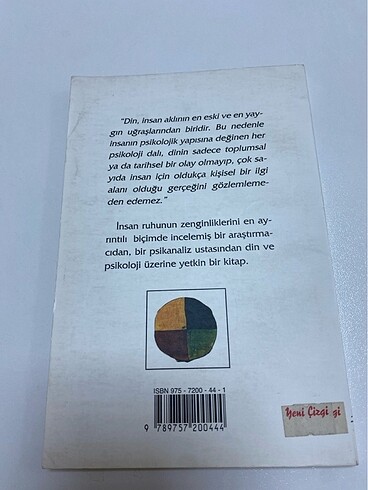 "Din, insan aklının en eski ve en yay-
gın uğraşlarından biridir. Bu nedenle
insanın psikolojik yapısına değinen her
psikoloji dalı, dinin sadece toplumsal
ya da tarihsel bir olay olmayıp, çok sa-
yıda insan için oldukça kişisel bir ilgi
alanı olduğu gerçeğini gözlemleme-
den edemez."
İnsan ruhunun zenginliklerini en ay-
rıntılı biçimde incelemiş bir araştırma-
cıdan, bir psikanaliz ustasından din ve
psikoloji üzerine yetkin bir kitap.
ISBN 975 - 7200 - 44 - 1
9 789757 200444
Yeni Çizgi gi